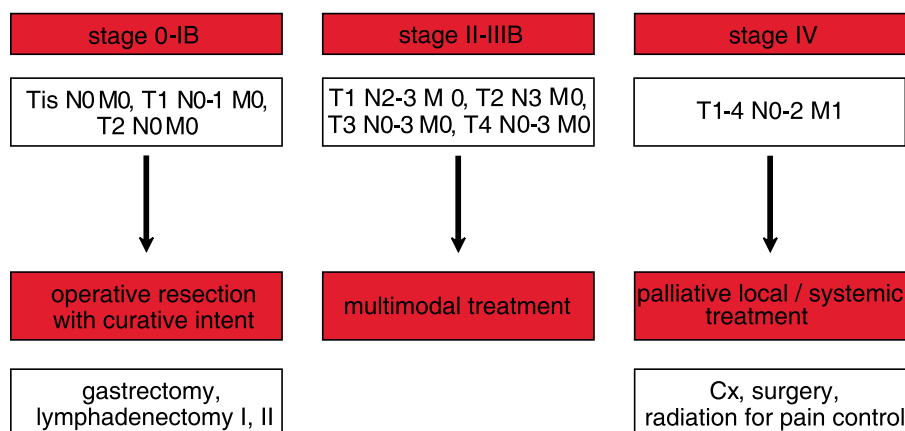 stage 0-IB
stage II-IIIB
stage IV
Tis N0 M0, T1 N0-1 M0,
T2 N0 M0
T1 N2-3 M 0, T2 N3 M0,
T3 N0-3 M0, T4 N0-3 M0
T1-4 N0-2 M1
operative resection
with curative intent
multimodal treatment
palliative local / systemic
treatment
gastrectomy,
lymphadenectomy I, II
Cx, surgery,
radiation for pain control